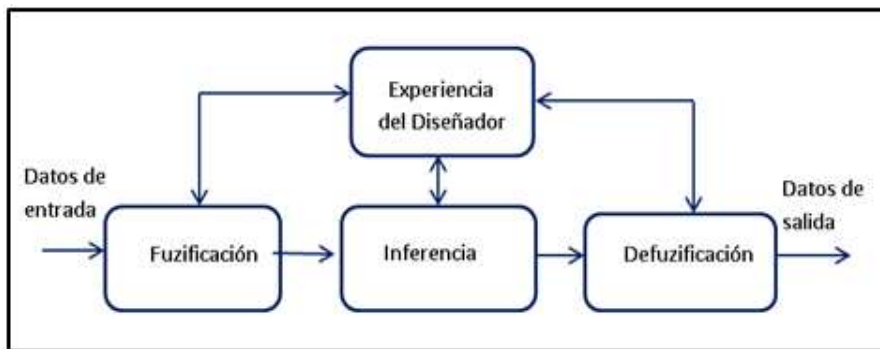 Experiencia
del Diseñador
Datos de
entrada
Datos de
salida
Fuzificación
Inferencia
Defuzificación